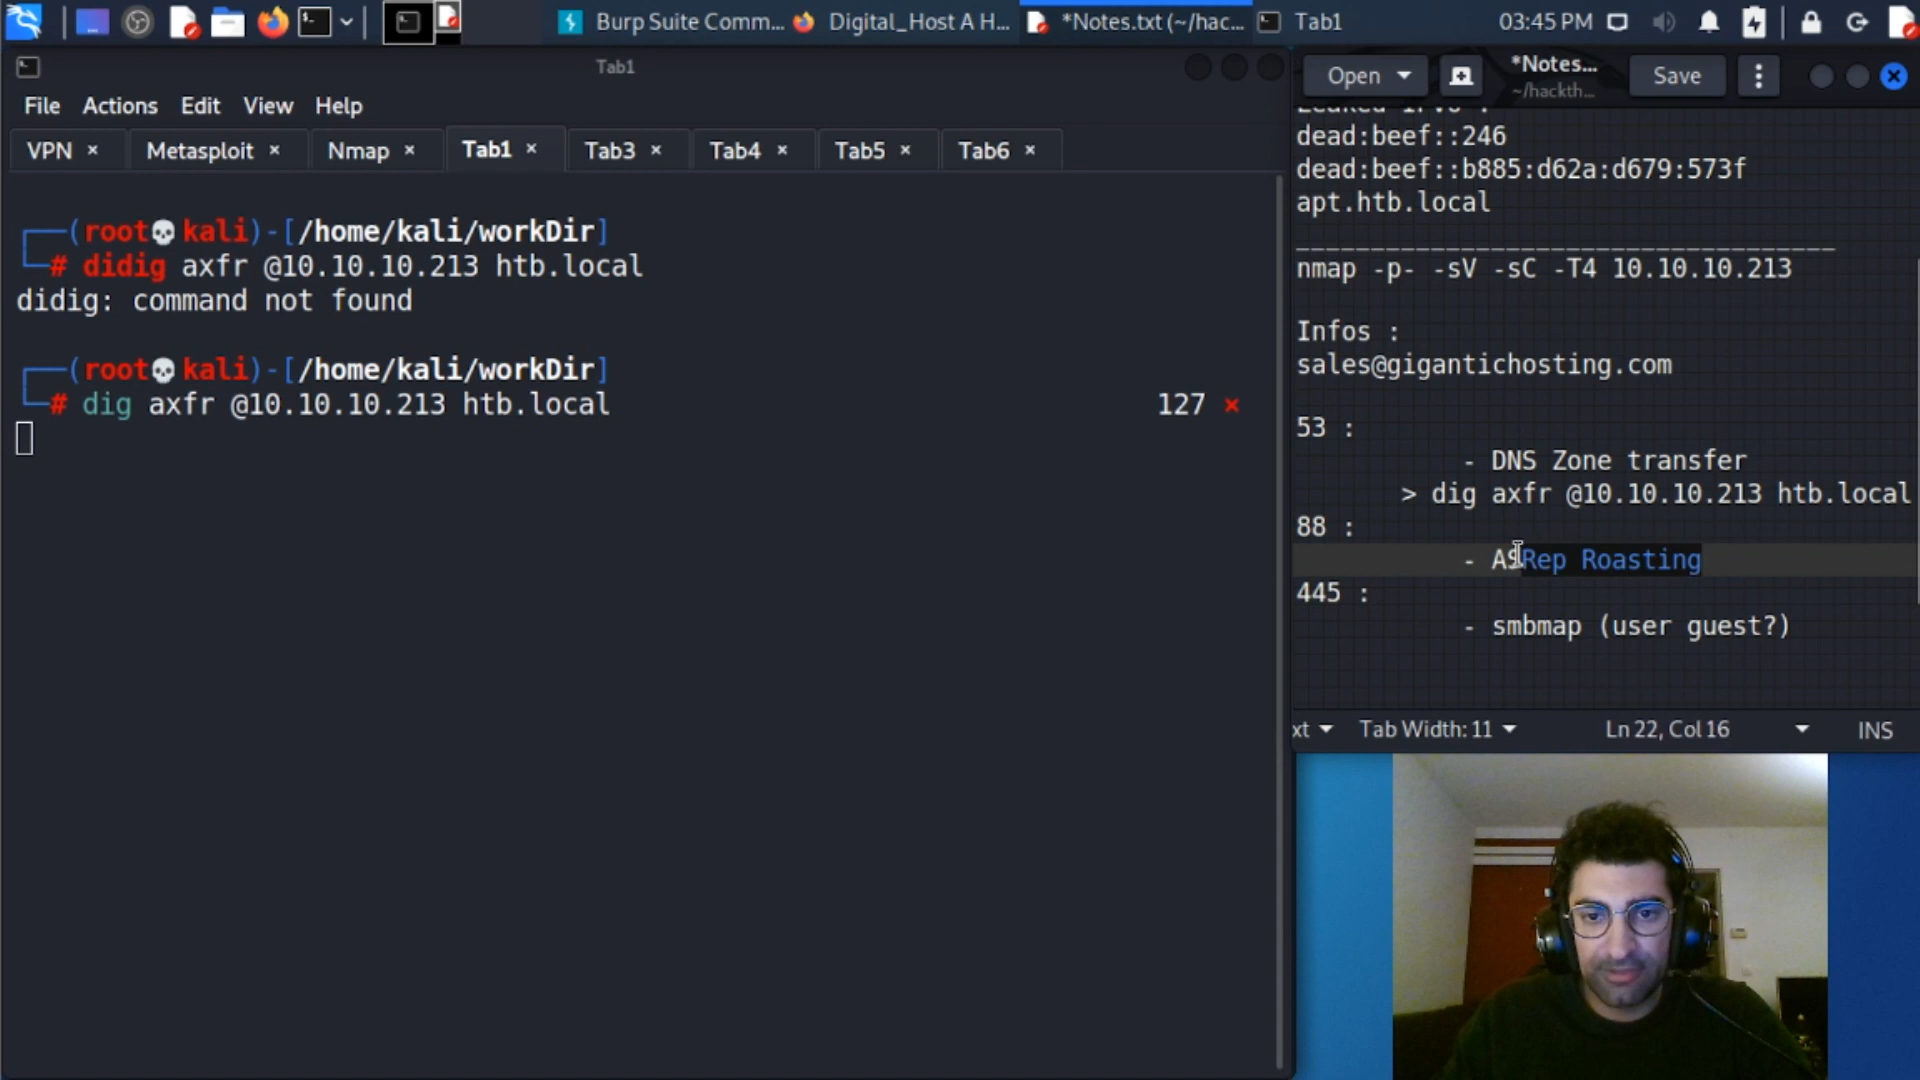 Burp Suite Comm...
Digital_Host A H...
*Notes.txt (~/hac...
Tab1
03:45 PM
Tab1
File Actions Edit View Help
VPN × Metasploit × Nmap × Tab1 × Tab3 × Tab4 × Tab5 × Tab6 ×
┌──(root💀kali)-[/home/kali/workDir]
└─# didig axfr @10.10.10.213 htb.local
didig: command not found
┌──(root💀kali)-[/home/kali/workDir]
└─# dig axfr @10.10.10.213 htb.local 127 ×
Open
*Notes...
~/hackth...
Save
dead:beef::246
dead:beef::b885:d62a:d679:573f
apt.htb.local
____________________________________
nmap -p- -sV -sC -T4 10.10.10.213
Infos :
sales@gigantichosting.com
53 :
- DNS Zone transfer
> dig axfr @10.10.10.213 htb.local
88 :
- ASRep Roasting
445 :
- smbmap (user guest?)
xt Tab Width: 11 Ln 22, Col 16 INS